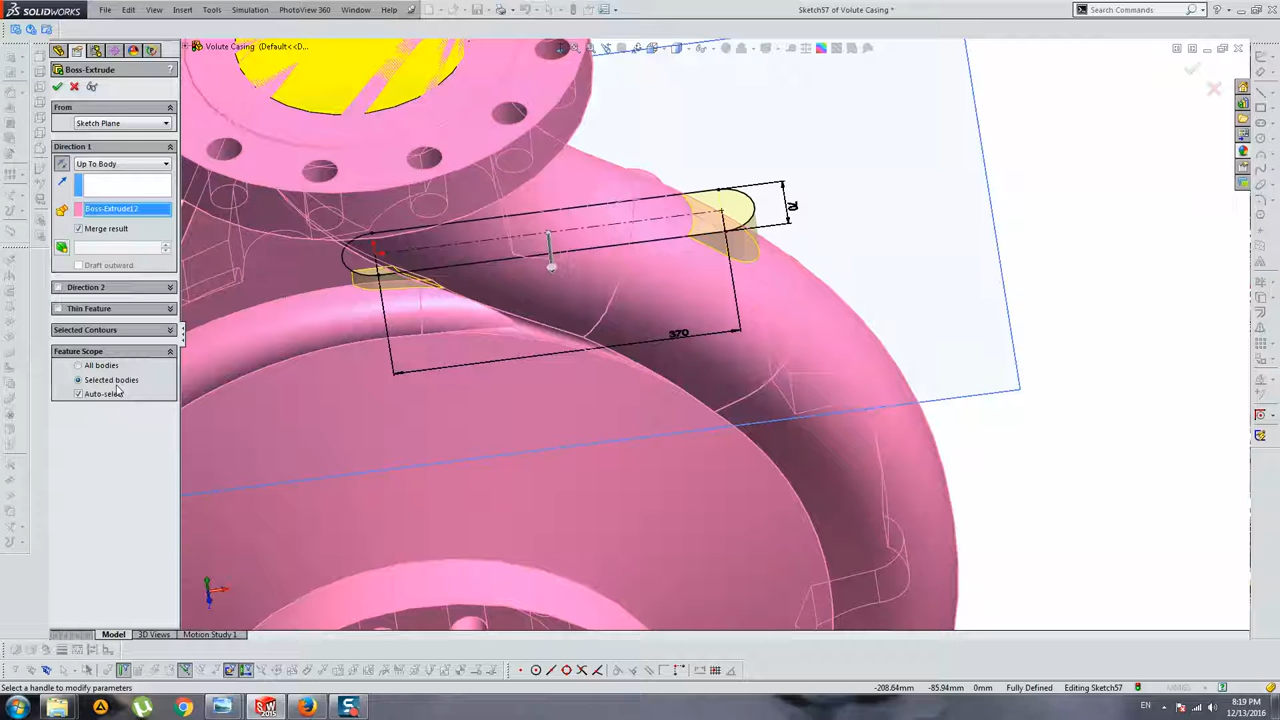 SOLIDWORKS
File Edit View Insert Tools Simulation PhotoView 360 Window Help
Sketch57 of Volute Casing *
Search Commands
Boss-Extrude
Volute Casing (Default<<D...
From
Sketch Plane
Direction 1
Up To Body
Boss-Extrude12
Merge result
Draft outward
Direction 2
Thin Feature
Selected Contours
Feature Scope
All bodies
Selected bodies
Auto-select
370
Model 3D Views Motion Study 1
Select a handle to modify parameters
-208.64mm -85.94mm 0mm Fully Defined Editing Sketch57
SW
2015
EN
8:19 PM
12/13/2016